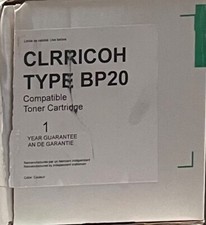 CLRRICOH
TYPE BP20
Compatible
Toner Cartridge
1
YEAR GUARANTEE
AN DE GARANTIE